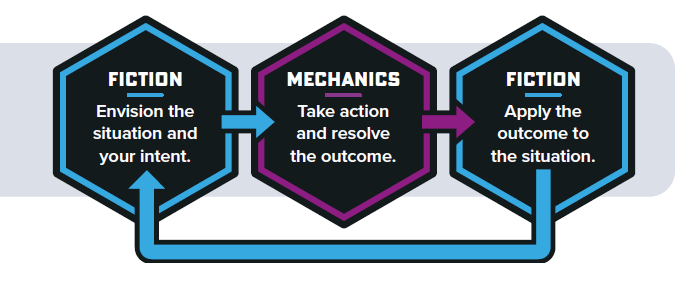 FICTION
Envision the
situation and
your intent.
MECHANICS
Take action
and resolve
the outcome.
FICTION
Apply the
outcome to
the situation.